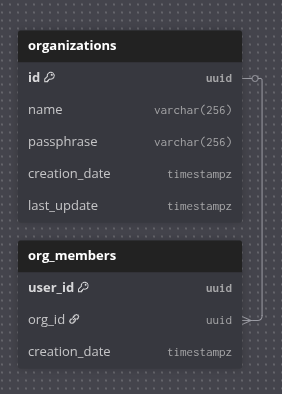 organizations
id uuid
name varchar(256)
passphrase varchar(256)
creation_date timestampz
last_update timestampz
org_members
user_id uuid
org_id uuid
creation_date timestampz